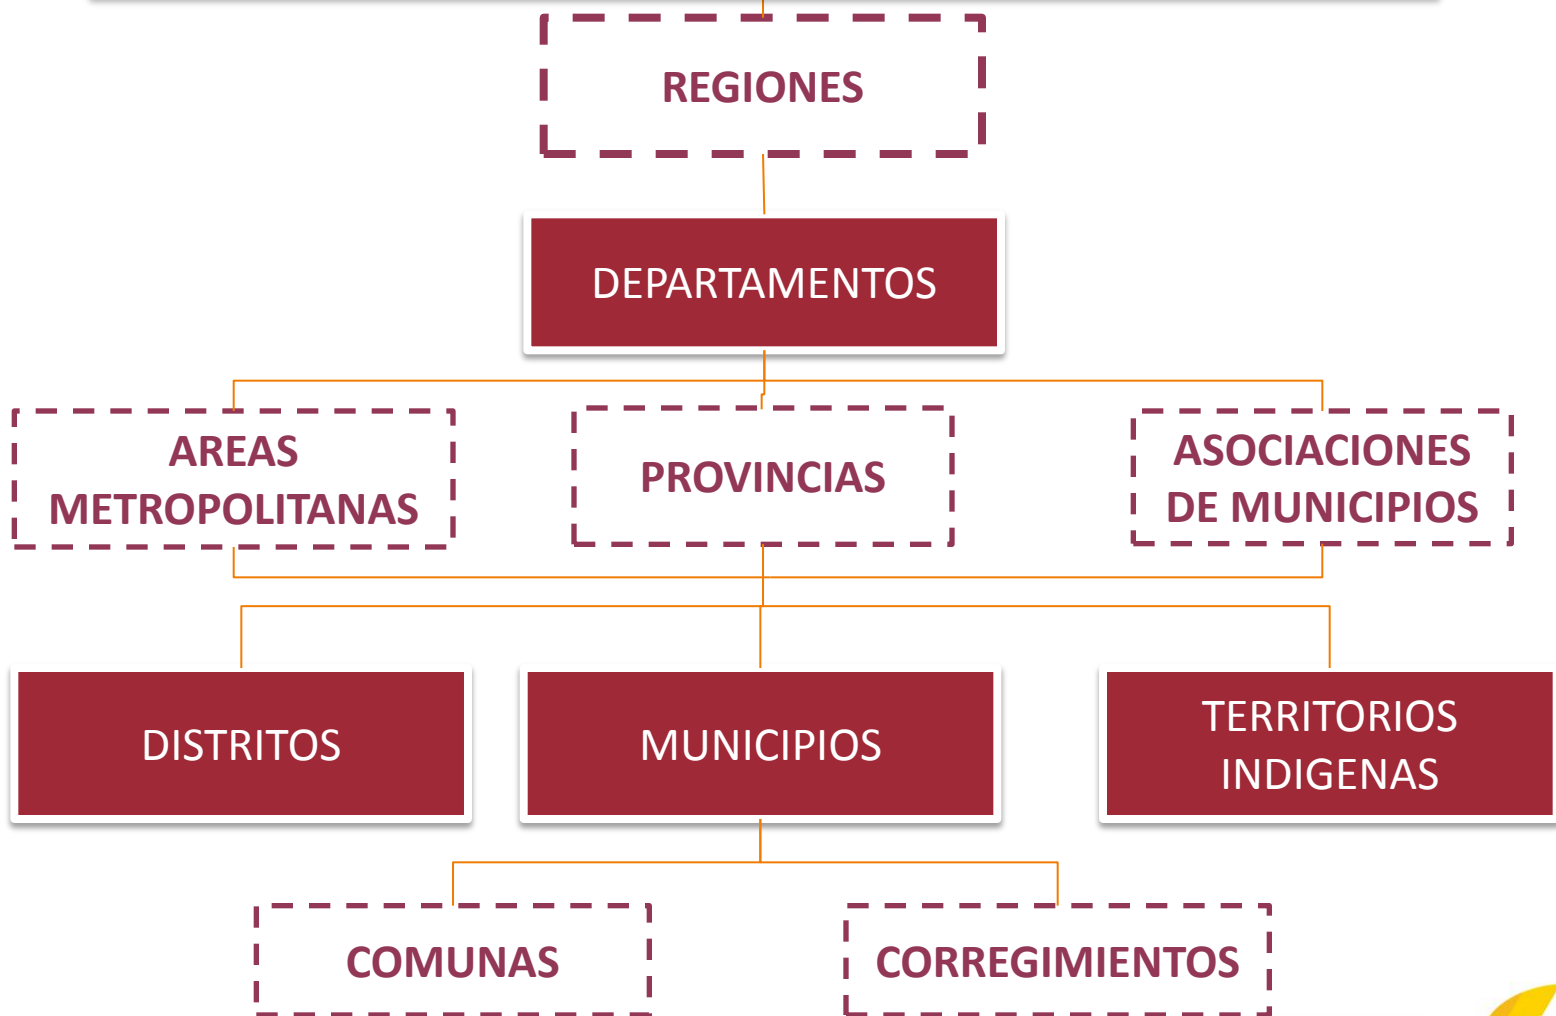 REGIONES
DEPARTAMENTOS
AREAS
METROPOLITANAS
PROVINCIAS
ASOCIACIONES
DE MUNICIPIOS
DISTRITOS
MUNICIPIOS
TERRITORIOS
INDIGENAS
COMUNAS
CORREGIMIENTOS